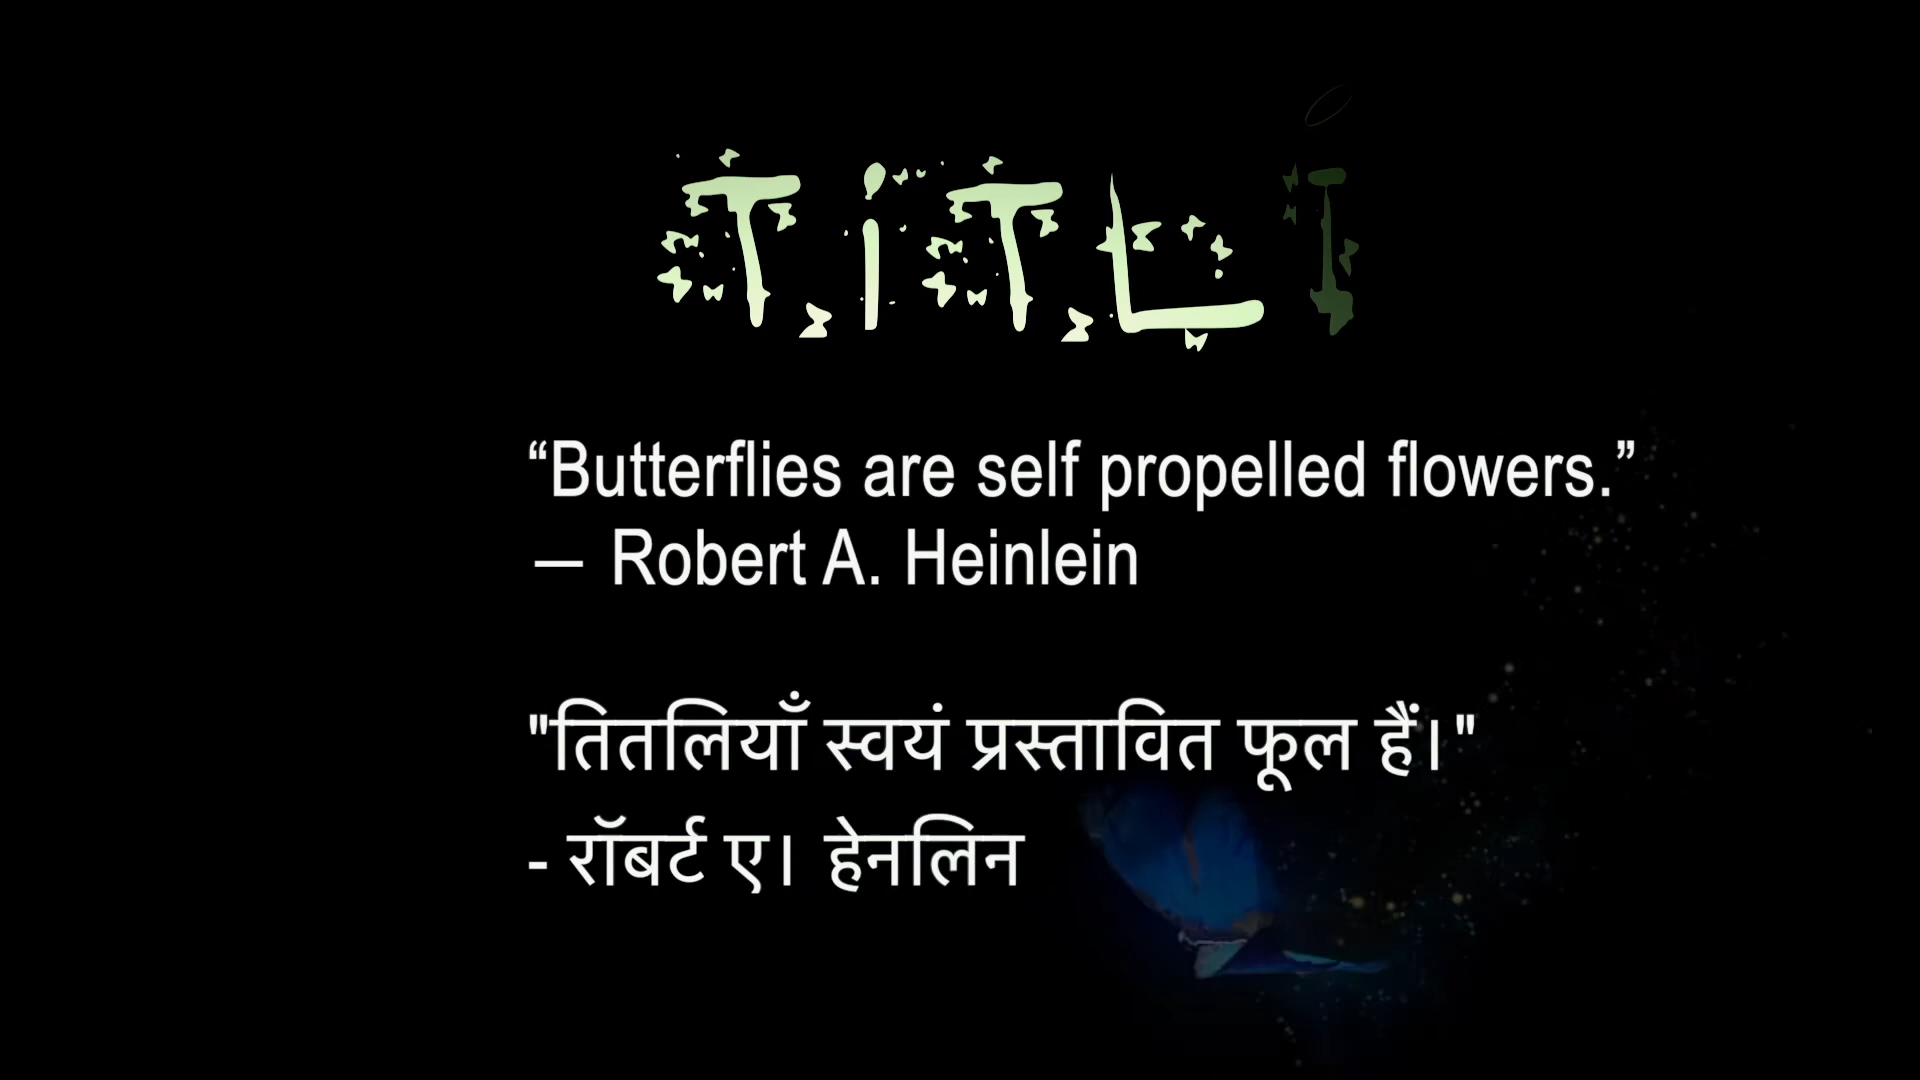 TiTLI
“Butterflies are self propelled flowers.”
— Robert A. Heinlein
"तितलियाँ स्वयं प्रस्तावित फूल हैं।"
- रॉबर्ट ए। हेनलिन